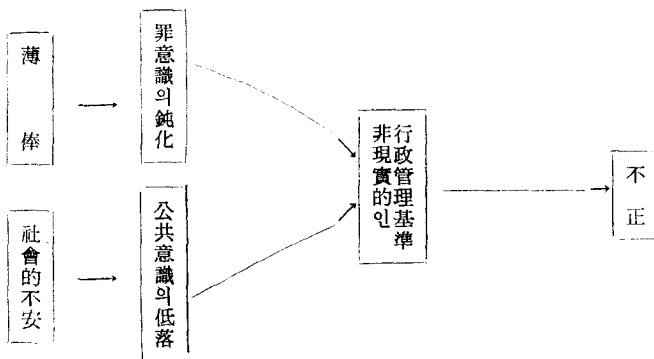 薄俸
罪意識의鈍化
社會的不安
公共意識의低落
非現實的인
行政管理基準
不正